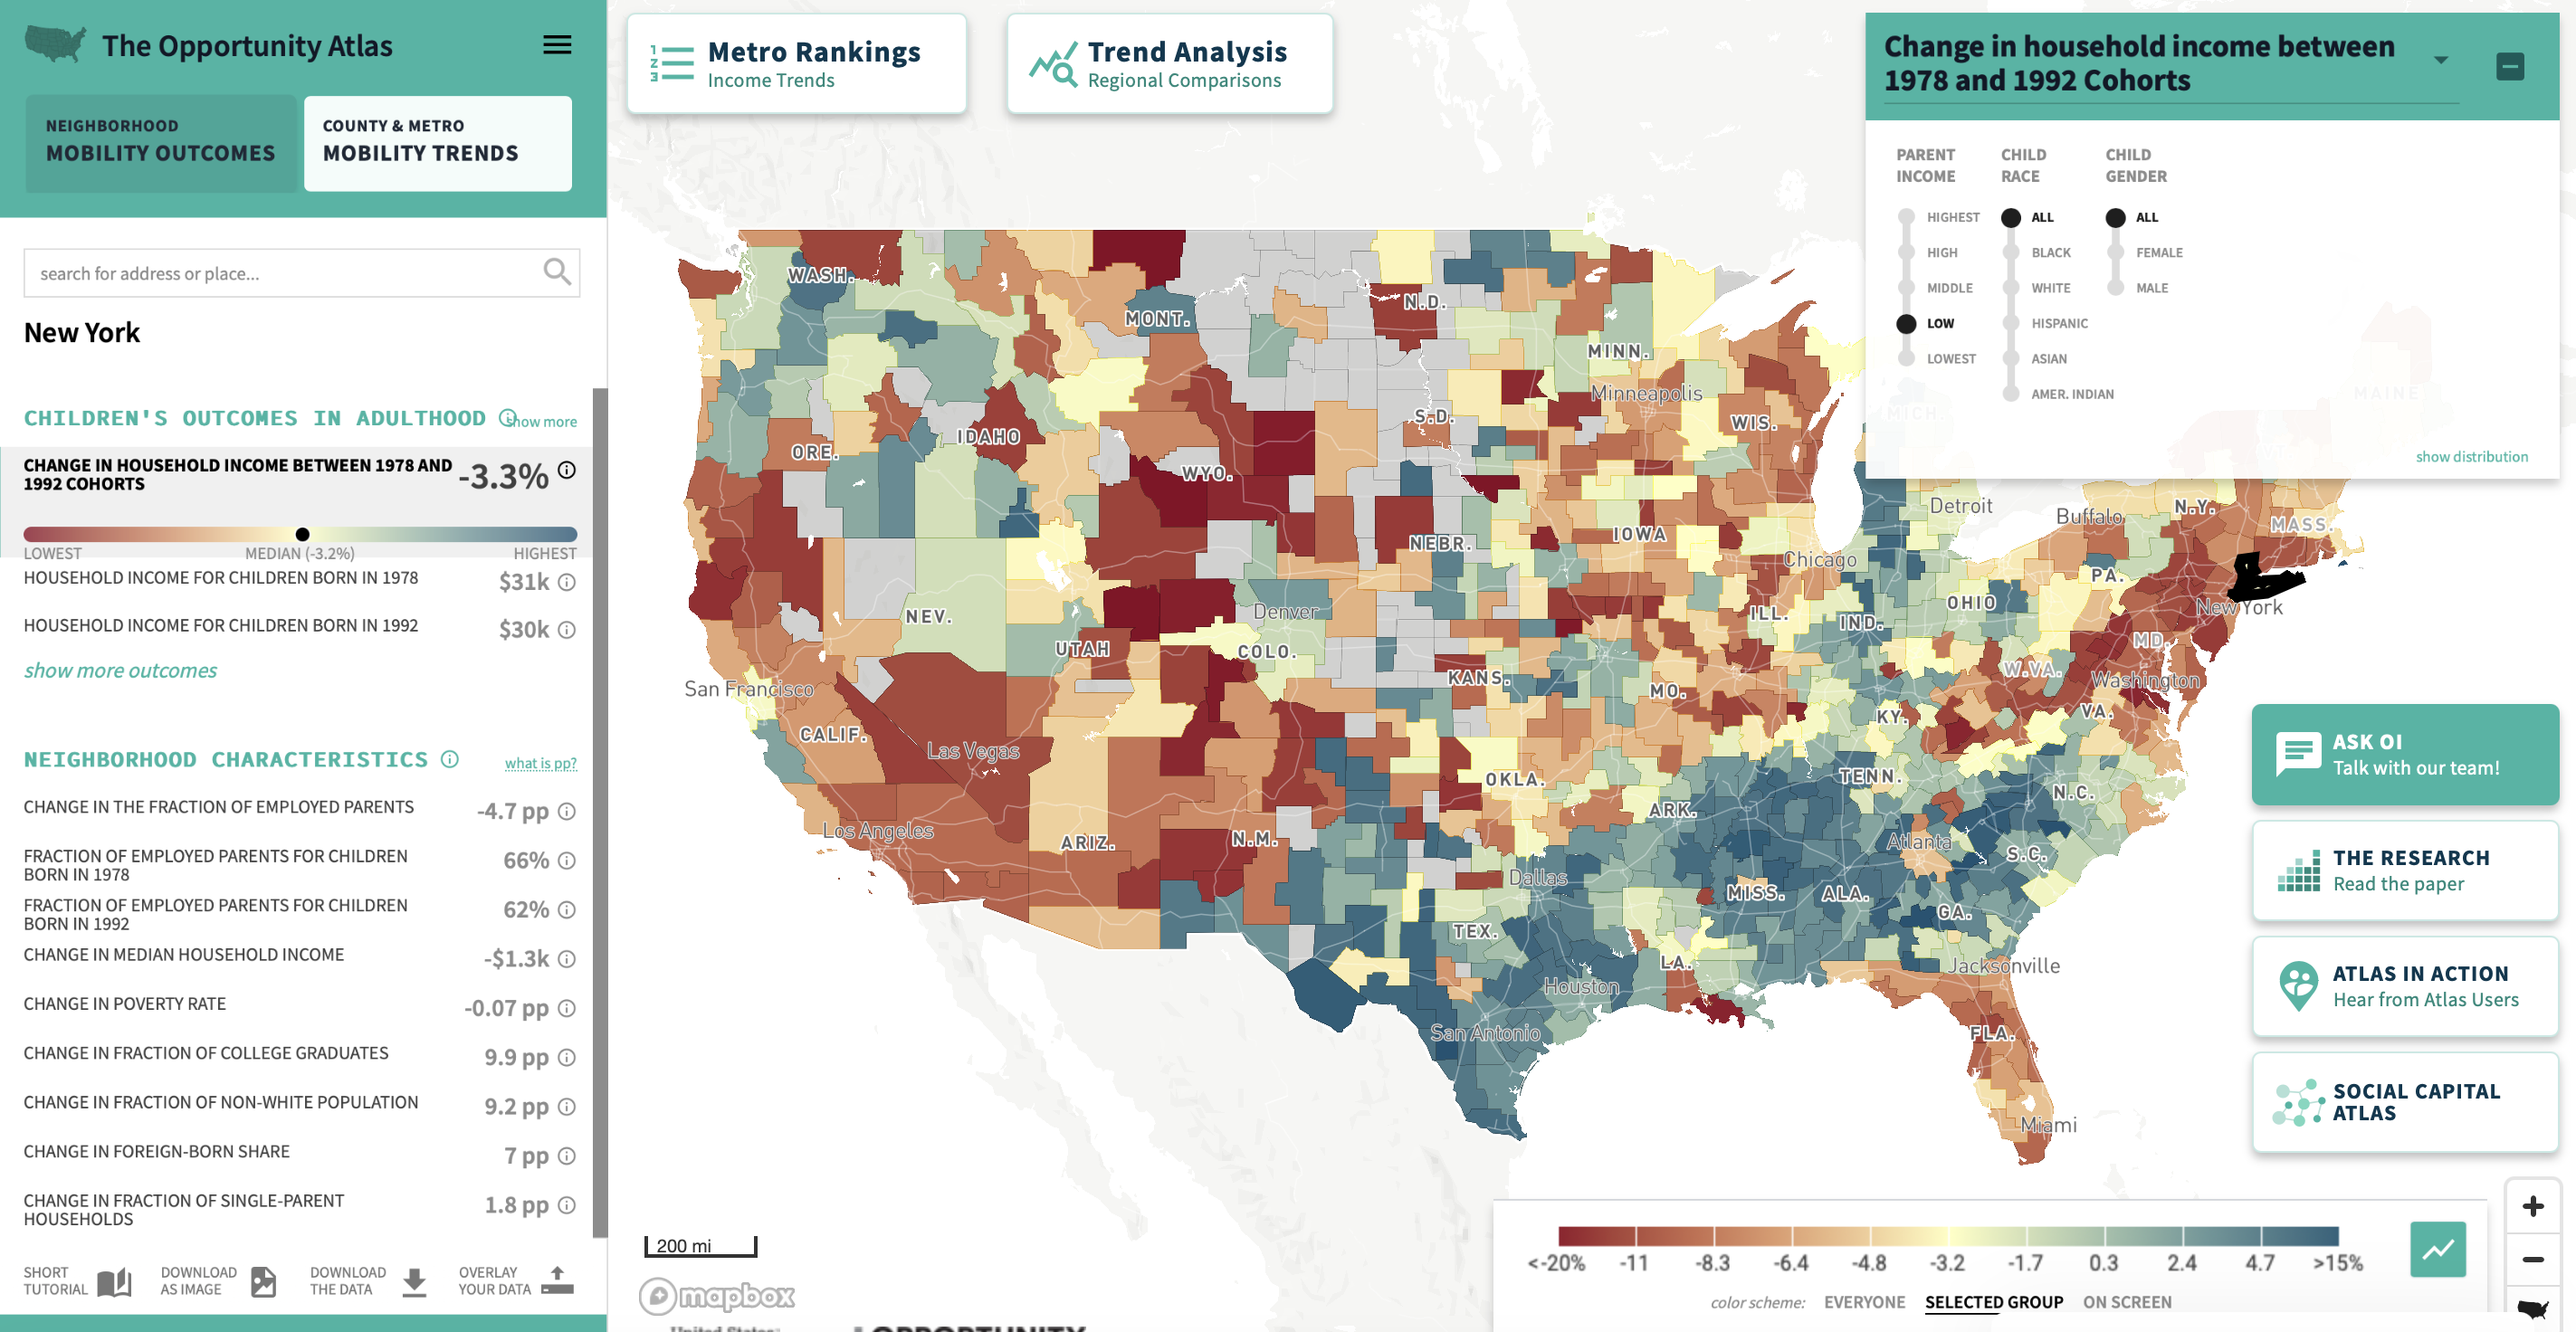 The Opportunity Atlas
NEIGHBORHOOD
MOBILITY OUTCOMES
COUNTY & METRO
MOBILITY TRENDS
search for address or place...
New York
CHILDREN'S OUTCOMES IN ADULTHOOD
show more
CHANGE IN HOUSEHOLD INCOME BETWEEN 1978 AND
1992 COHORTS
-3.3%
LOWEST
MEDIAN (-3.2%)
HIGHEST
HOUSEHOLD INCOME FOR CHILDREN BORN IN 1978
$31k
HOUSEHOLD INCOME FOR CHILDREN BORN IN 1992
$30k
show more outcomes
NEIGHBORHOOD CHARACTERISTICS
what is pp?
CHANGE IN THE FRACTION OF EMPLOYED PARENTS
-4.7 pp
FRACTION OF EMPLOYED PARENTS FOR CHILDREN
BORN IN 1978
66%
FRACTION OF EMPLOYED PARENTS FOR CHILDREN
BORN IN 1992
62%
CHANGE IN MEDIAN HOUSEHOLD INCOME
-$1.3k
CHANGE IN POVERTY RATE
-0.07 pp
CHANGE IN FRACTION OF COLLEGE GRADUATES
9.9 pp
CHANGE IN FRACTION OF NON-WHITE POPULATION
9.2 pp
CHANGE IN FOREIGN-BORN SHARE
7 pp
CHANGE IN FRACTION OF SINGLE-PARENT
HOUSEHOLDS
1.8 pp
SHORT
TUTORIAL
DOWNLOAD
AS IMAGE
DOWNLOAD
THE DATA
OVERLAY
YOUR DATA
1
2
3
Metro Rankings
Income Trends
Trend Analysis
Regional Comparisons
Change in household income between
1978 and 1992 Cohorts
PARENT
INCOME
HIGHEST
HIGH
MIDDLE
LOW
LOWEST
CHILD
RACE
ALL
BLACK
WHITE
HISPANIC
ASIAN
AMER. INDIAN
CHILD
GENDER
ALL
FEMALE
MALE
show distribution
MICH.
MAINE
VT.
WASH.
MONT.
N.D.
MINN.
Minneapolis
S.D.
WIS.
ORE.
IDAHO
WYO.
Detroit
Buffalo
N.Y.
MASS.
NEBR.
IOWA
Chicago
PA.
OHIO
New York
NEV.
Denver
ILL.
IND.
UTAH
COLO.
MD.
W.VA.
Washington
San Francisco
KANS.
MO.
KY.
VA.
CALIF.
Las Vegas
OKLA.
TENN.
N.C.
Los Angeles
ARIZ.
N.M.
ARK.
Atlanta
S.C.
Dallas
MISS.
ALA.
GA.
TEX.
LA.
Jacksonville
Houston
San Antonio
FLA.
Miami
ASK OI
Talk with our team!
THE RESEARCH
Read the paper
ATLAS IN ACTION
Hear from Atlas Users
SOCIAL CAPITAL
ATLAS
200 mi
mapbox
<-20%
-11
-8.3
-6.4
-4.8
-3.2
-1.7
0.3
2.4
4.7
>15%
color scheme:
EVERYONE
SELECTED GROUP
ON SCREEN
+
−
United States:
OPPORTUNITY